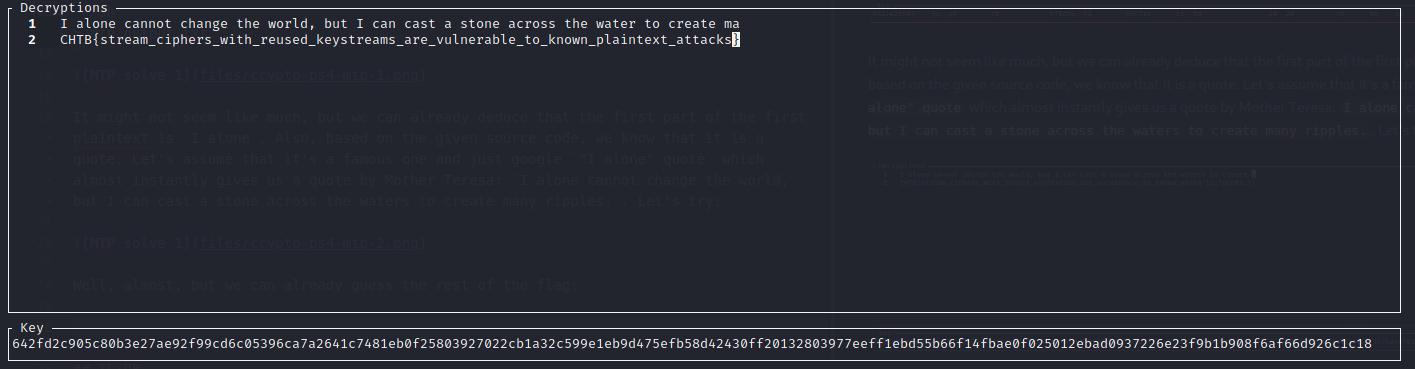 Decryptions
1 I alone cannot change the world, but I can cast a stone across the water to create ma
2 CHTB{stream_ciphers_with_reused_keystreams_are_vulnerable_to_known_plaintext_attacks}
![MTP solve 1](files/ccvoto-ps4-mtp-1.png)
It might not seem like much, but we can already deduce that the first part of the first p
It might not seem like much, but we can already deduce that the first part of the first
based on the given source code, we know that it is a quote. Let's assume that it's a fam
plaintext is `I alone`. Also, based on the given source code, we know that it is a
alone" quote which almost instantly gives us a quote by Mother Teresa: I alone c
quote. Let's assume that it's a famous one and just google `"I alone" quote` which
but I can cast a stone across the waters to create many ripples. Let's
almost instantly gives us a quote by Mother Teresa: `I alone cannot change the world,
but I can cast a stone across the waters to create many ripples.`. Let's try:
![MTP solve 1](files/ccvoto-ps4-mtp-2.png)
Well, almost, but we can already guess the rest of the flag:
Key
642fd2c905c80b3e27ae92f99cd6c05396ca7a2641c7481eb0f25803927022cb1a32c599e1eb9d475efb58d42430ff20132803977eeff1ebd55b66f14fbae0f025012ebad0937226e23f9b1b908f6af66d926c1c18